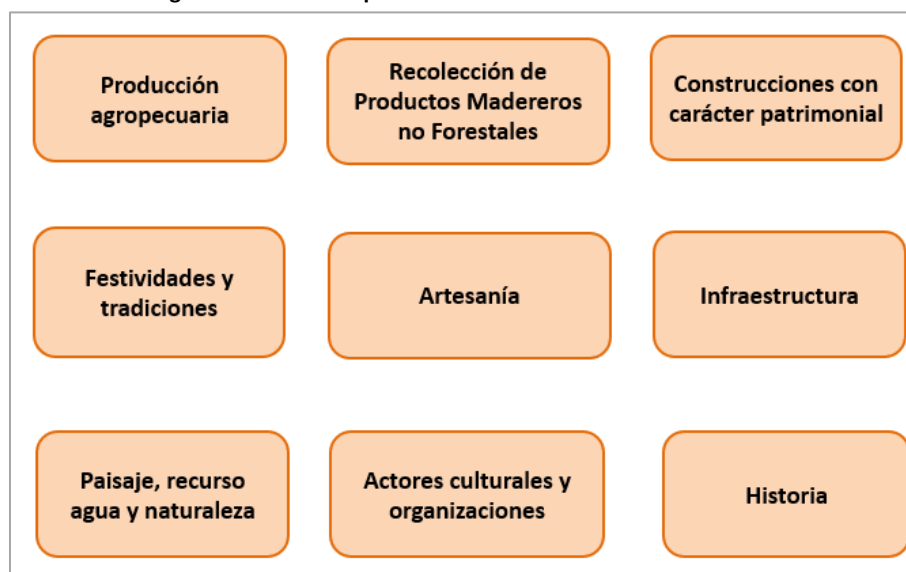 Producción
agropecuaria
Recolección de
Productos Madereros
no Forestales
Construcciones con
carácter patrimonial
Festividades y
tradiciones
Artesanía
Infraestructura
Paisaje, recurso
agua y naturaleza
Actores culturales y
organizaciones
Historia